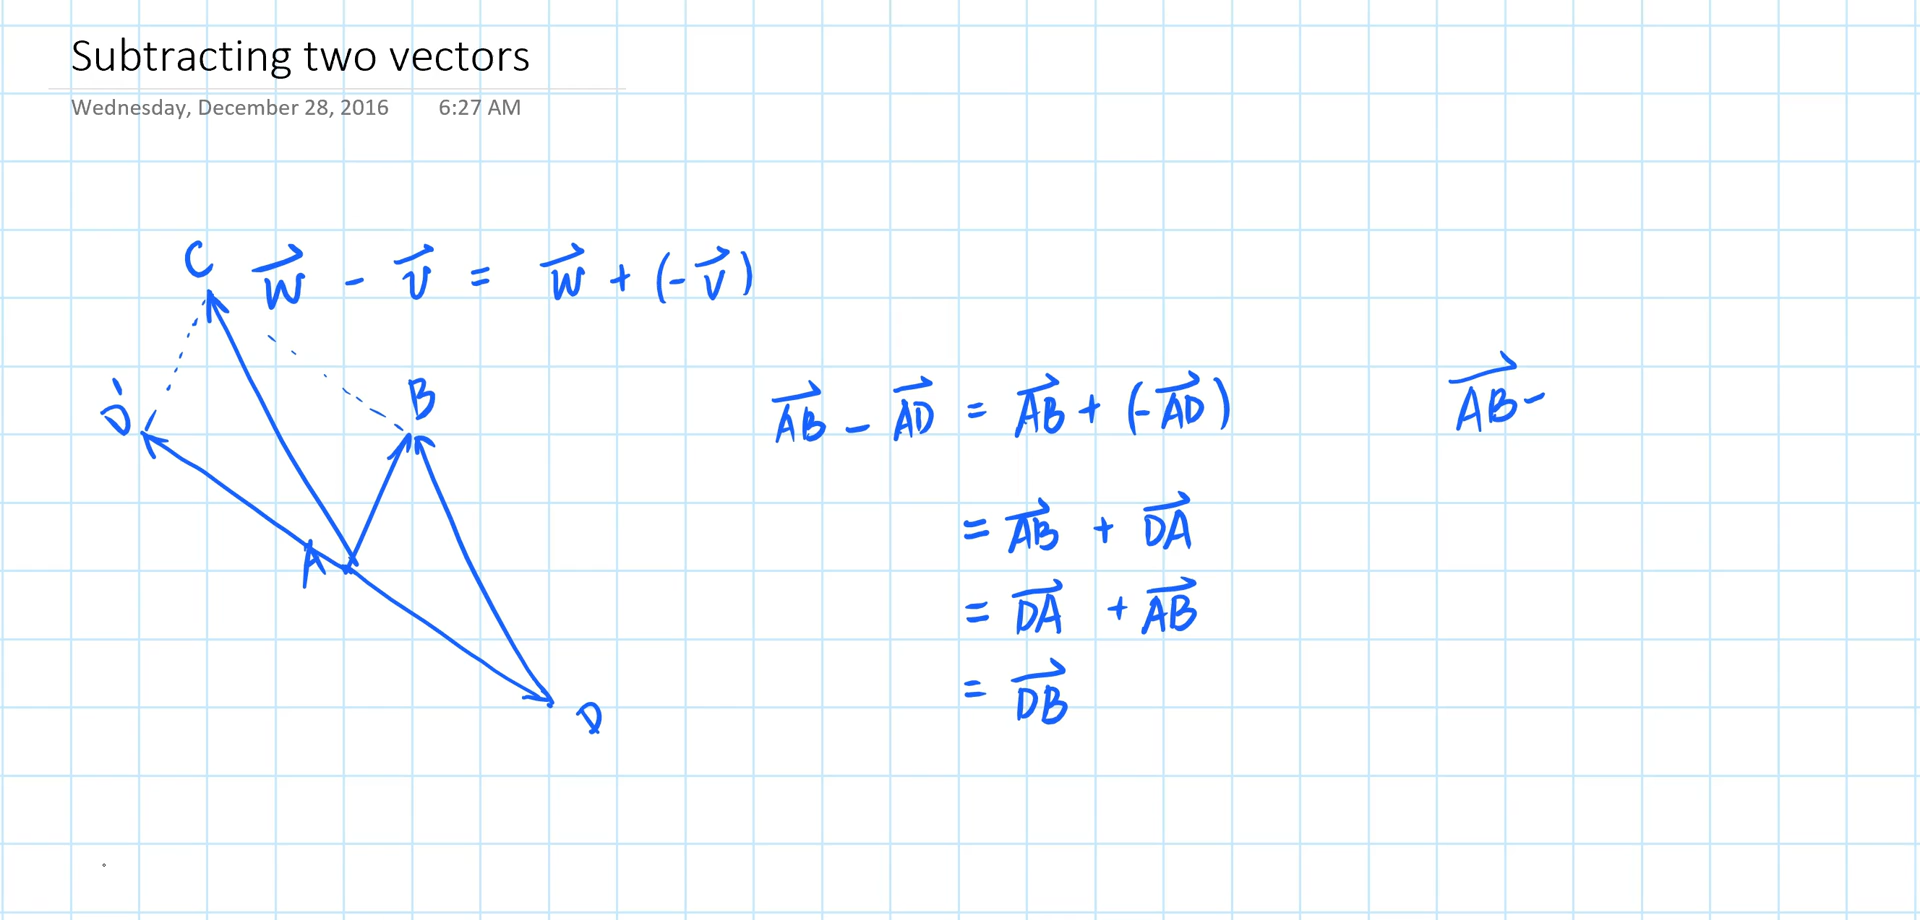 Subtracting two vectors
Wednesday, December 28, 2016 6:27 AM
C
w⃗ - v⃗ = w⃗ + (-v⃗)
D'
B
A
D
AB⃗ - AD⃗ = AB⃗ + (-AD⃗)
= AB⃗ + DA⃗
= DA⃗ + AB⃗
= DB⃗
AB⃗ -